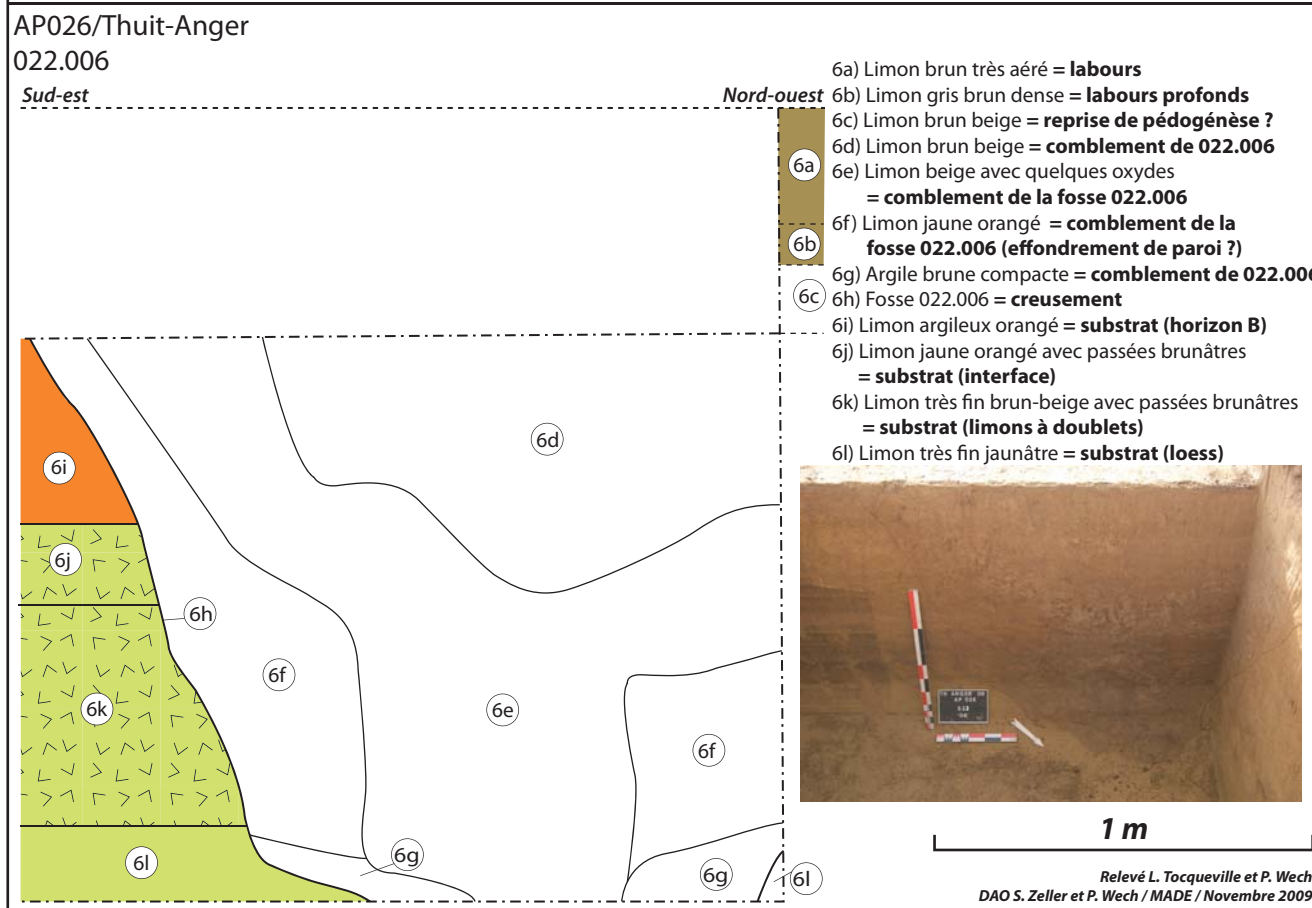 AP026/Thuit-Anger
022.006
Sud-est
Nord-ouest
6a) Limon brun très aéré = labours
6b) Limon gris brun dense = labours profonds
6c) Limon brun beige = reprise de pédogénèse ?
6d) Limon brun beige = comblement de 022.006
6e) Limon beige avec quelques oxydes
= comblement de la fosse 022.006
6f) Limon jaune orangé = comblement de la
fosse 022.006 (effondrement de paroi ?)
6g) Argile brune compacte = comblement de 022.006
6h) Fosse 022.006 = creusement
6i) Limon argileux orangé = substrat (horizon B)
6j) Limon jaune orangé avec passées brunâtres
= substrat (interface)
6k) Limon très fin brun-beige avec passées brunâtres
= substrat (limons à doublets)
6l) Limon très fin jaunâtre = substrat (loess)
6a
6b
6c
6d
6i
6j
6h
6f
6k
6e
6f
6l
6g
6g
6l
AP 026
1 m
Relevé L. Tocqueville et P. Wech
DAO S. Zeller et P. Wech / MADE / Novembre 2009